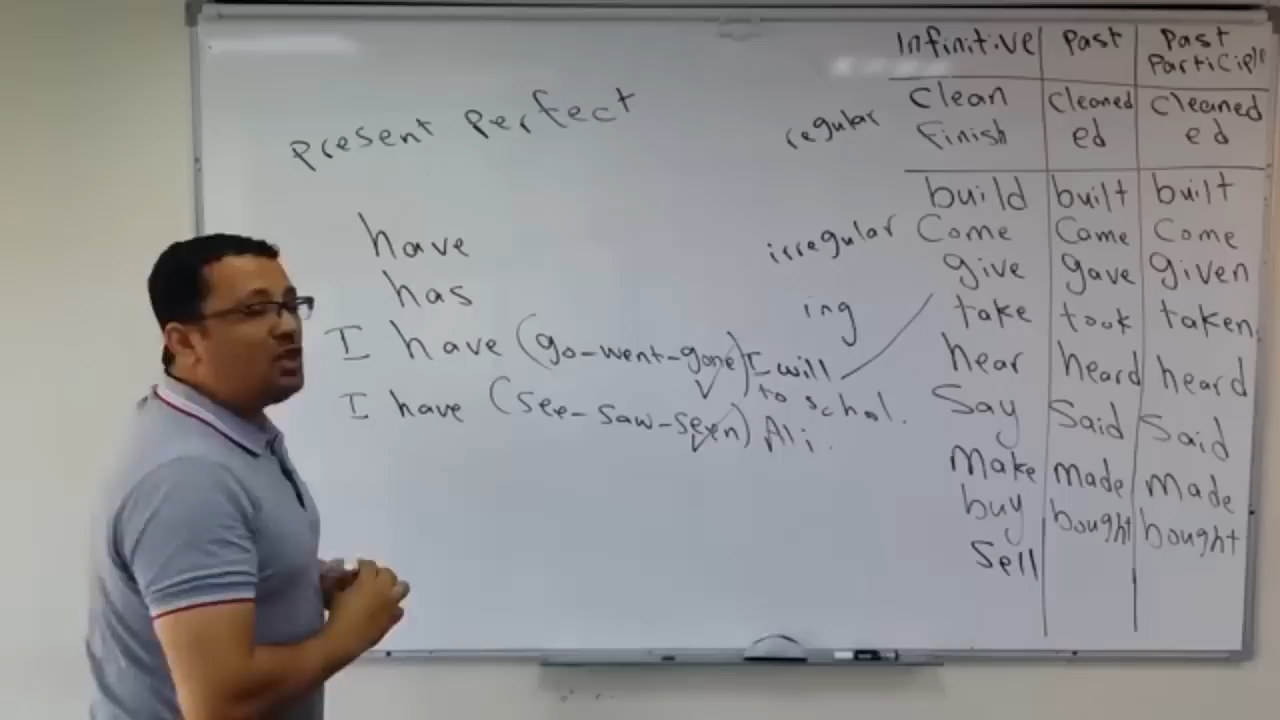 Present Perfect
have
has
I have (go-went-gone) I will
to schol.
I have (see-saw-seen) Ali.
regular
irregular
ing
Infinitive Past Past Participle
clean cleaned cleaned
finish ed ed
build built built
Come Came Come
give gave given
take took taken
hear heard heard
Say Said Said
Make made made
buy bought bought
Sell